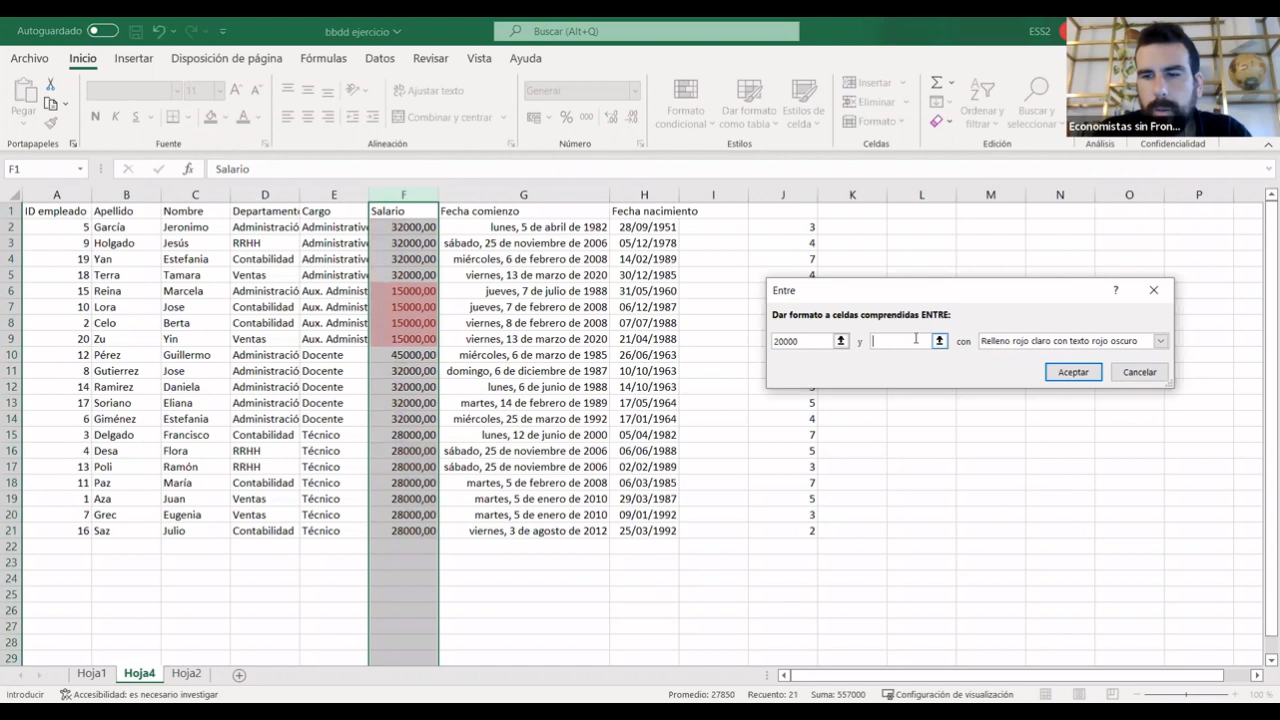 Autoguardado
bbdd ejercicio
Buscar (Alt+Q)
ESS2
Archivo Inicio Insertar Disposición de página Fórmulas Datos Revisar Vista Ayuda
Economistas sin Fron...
Pegar
11
N K S
Ajustar texto
Combinar y centrar
General
% 000
Formato condicional
Dar formato como tabla
Estilos de celda
Insertar
Eliminar
Formato
Ordenar y filtrar
Buscar y seleccionar
Portapapeles Fuente Alineación Número Estilos Celdas Edición Análisis Confidencialidad
F1 fx Salario
A B C D E F G H I J K L M N O P
1 ID empleado Apellido Nombre Departament Cargo Salario Fecha comienzo Fecha nacimiento
2 5 García Jeronimo Administració Administrativ 32000,00 lunes, 5 de abril de 1982 28/09/1951 3
3 9 Holgado Jesús RRHH Administrativ 32000,00 sábado, 25 de noviembre de 2006 05/12/1978 4
4 19 Yan Estefania Contabilidad Administrativ 32000,00 miércoles, 6 de febrero de 2008 14/02/1989 7
5 18 Terra Tamara Ventas Administrativ 32000,00 viernes, 13 de marzo de 2020 30/12/1985 4
6 15 Reina Marcela Administració Aux. Administ 15000,00 jueves, 7 de julio de 1988 31/05/1960
7 10 Lora Jose Contabilidad Aux. Administ 15000,00 jueves, 7 de febrero de 2008 06/12/1987
8 2 Celo Berta Contabilidad Aux. Administ 15000,00 viernes, 8 de febrero de 2008 07/07/1988
9 20 Zu Yin Ventas Aux. Administ 15000,00 viernes, 13 de marzo de 2020 21/04/1988
10 12 Pérez Guillermo Administració Docente 45000,00 miércoles, 6 de marzo de 1985 26/06/1963
11 8 Gutierrez Jose Administració Docente 32000,00 domingo, 6 de diciembre de 1987 10/10/1963
12 14 Ramirez Daniela Administració Docente 32000,00 lunes, 6 de junio de 1988 14/10/1963
13 17 Soriano Eliana Administració Docente 32000,00 martes, 14 de febrero de 1989 17/05/1964 5
14 6 Giménez Estefania Administració Docente 32000,00 miércoles, 25 de marzo de 1992 17/01/1964 4
15 3 Delgado Francisco Contabilidad Técnico 28000,00 lunes, 12 de junio de 2000 05/04/1982 7
16 4 Desa Flora RRHH Técnico 28000,00 sábado, 25 de noviembre de 2006 06/06/1988 5
17 13 Poli Ramón RRHH Técnico 28000,00 sábado, 25 de noviembre de 2006 02/02/1989 3
18 11 Paz María Contabilidad Técnico 28000,00 martes, 5 de febrero de 2008 06/03/1985 7
19 1 Aza Juan Ventas Técnico 28000,00 martes, 5 de enero de 2010 29/03/1987 5
20 7 Grec Eugenia Ventas Técnico 28000,00 martes, 5 de enero de 2010 09/01/1992 3
21 16 Saz Julio Contabilidad Técnico 28000,00 viernes, 3 de agosto de 2012 25/03/1992 2
22
23
24
25
26
27
28
29
Entre ?
Dar formato a celdas comprendidas ENTRE:
20000 y con Relleno rojo claro con texto rojo oscuro
Aceptar Cancelar
Hoja1 Hoja4 Hoja2
Introducir Accesibilidad: es necesario investigar Promedio: 27850 Recuento: 21 Suma: 557000 Configuración de visualización 100 %